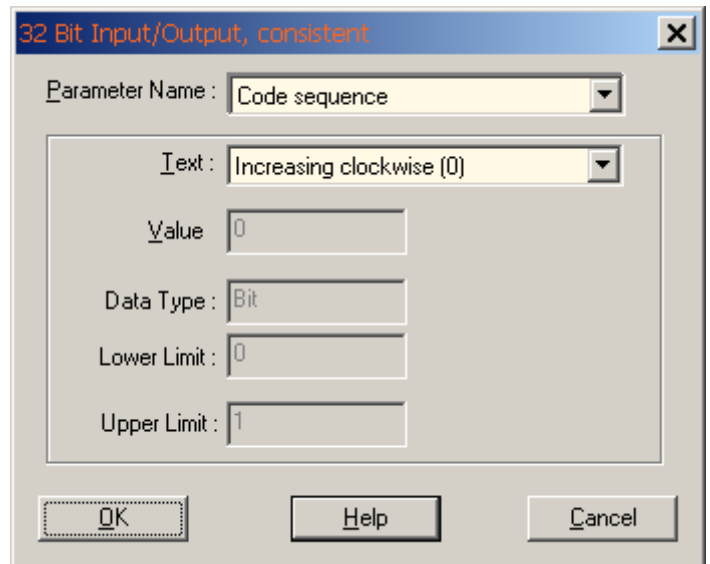 32 Bit Input/Output, consistent
Parameter Name : Code sequence
Text : Increasing clockwise (0)
Value 0
Data Type : Bit
Lower Limit : 0
Upper Limit : 1
OK Help Cancel